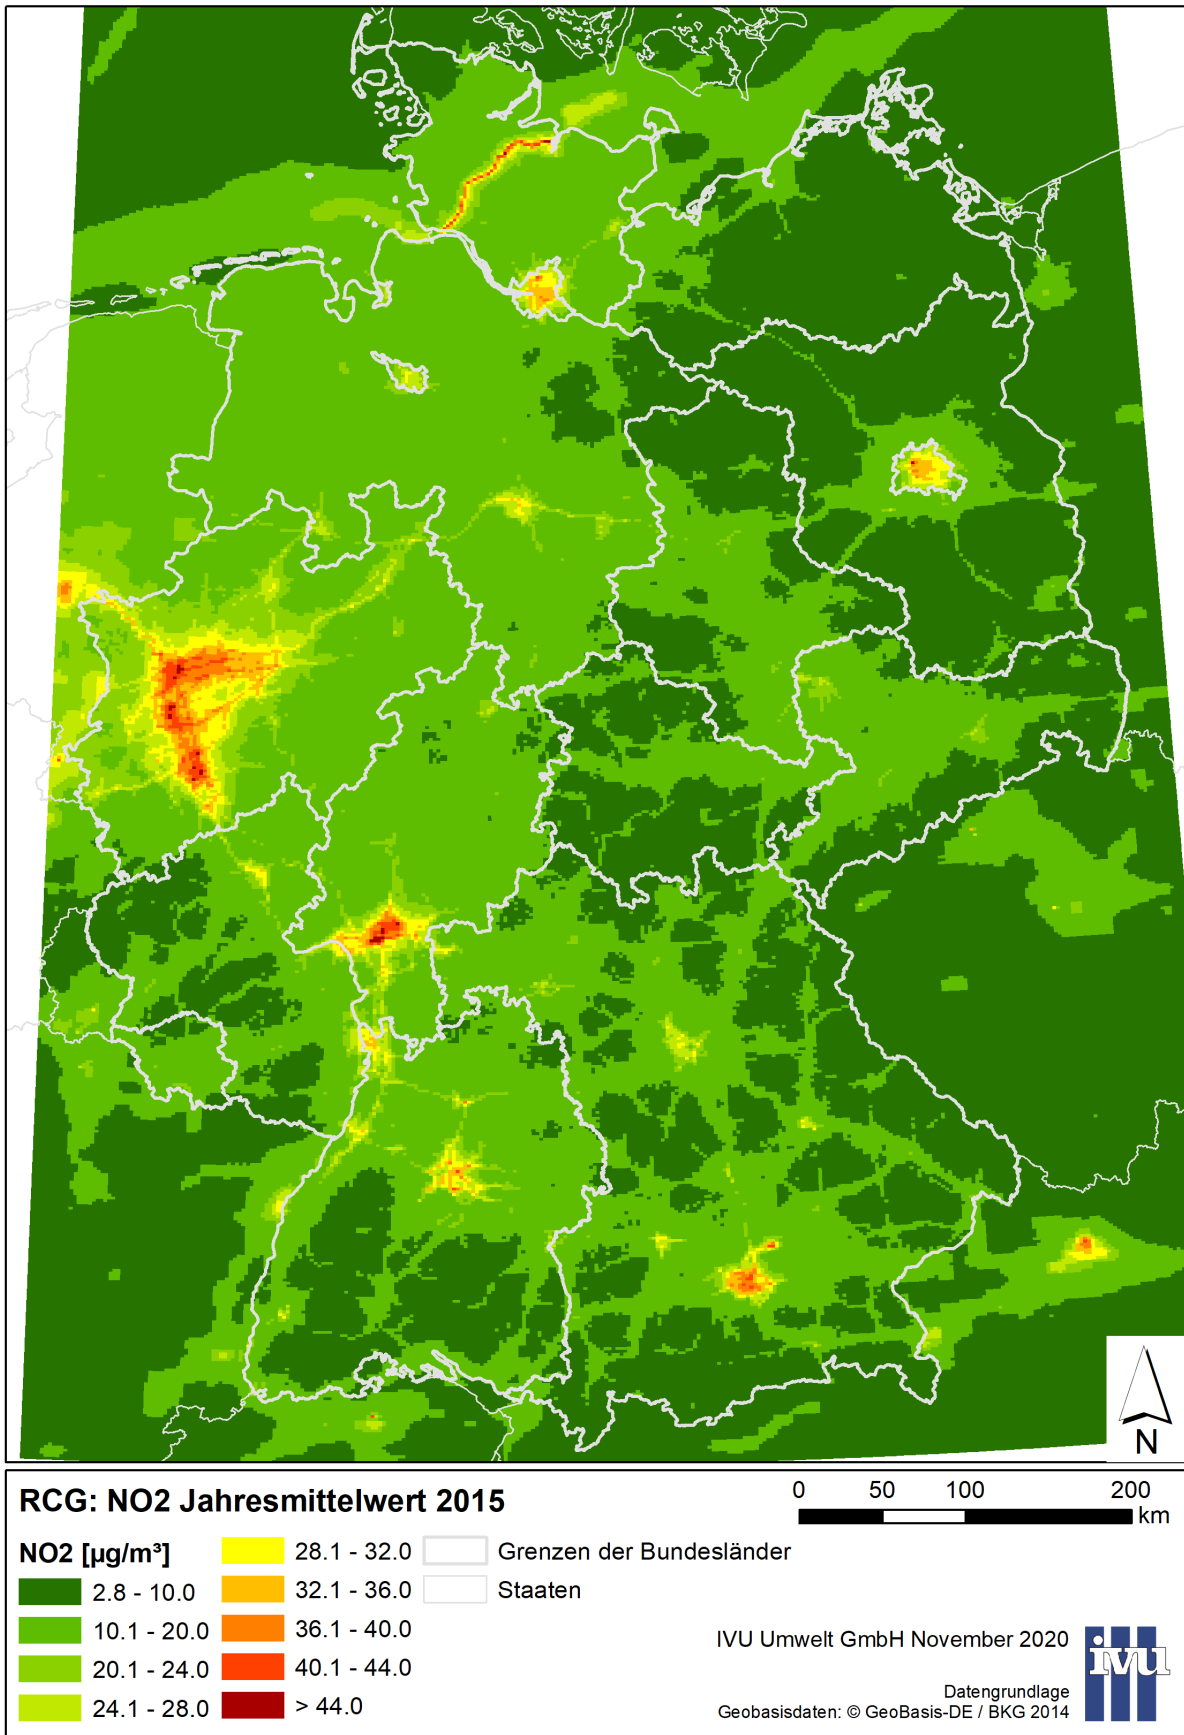 N
RCG: NO2 Jahresmittelwert 2015
0 50 100 200
km
NO2 [µg/m³]
2.8 - 10.0
10.1 - 20.0
20.1 - 24.0
24.1 - 28.0
28.1 - 32.0
32.1 - 36.0
36.1 - 40.0
40.1 - 44.0
> 44.0
Grenzen der Bundesländer
Staaten
IVU Umwelt GmbH November 2020
ivu
Datengrundlage
Geobasisdaten: © GeoBasis-DE / BKG 2014